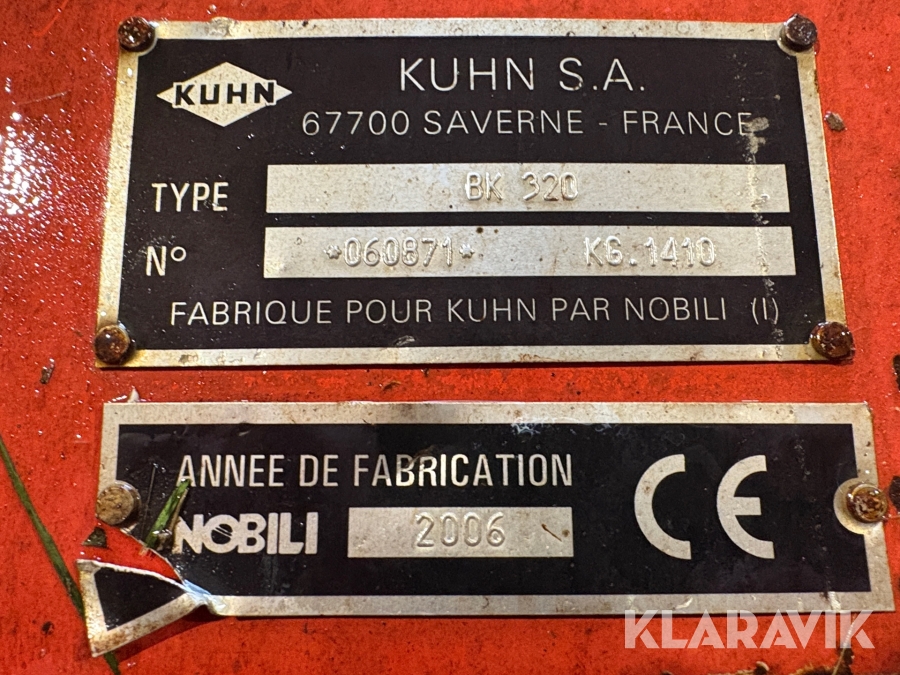 KUHN
KUHN S.A.
67700 SAVERNE - FRANCE
TYPE BK 320
N° *060871* KG.1410
FABRIQUE POUR KUHN PAR NOBILI (I)
ANNEE DE FABRICATION
NOBILI 2006
CE
KLARAVIK